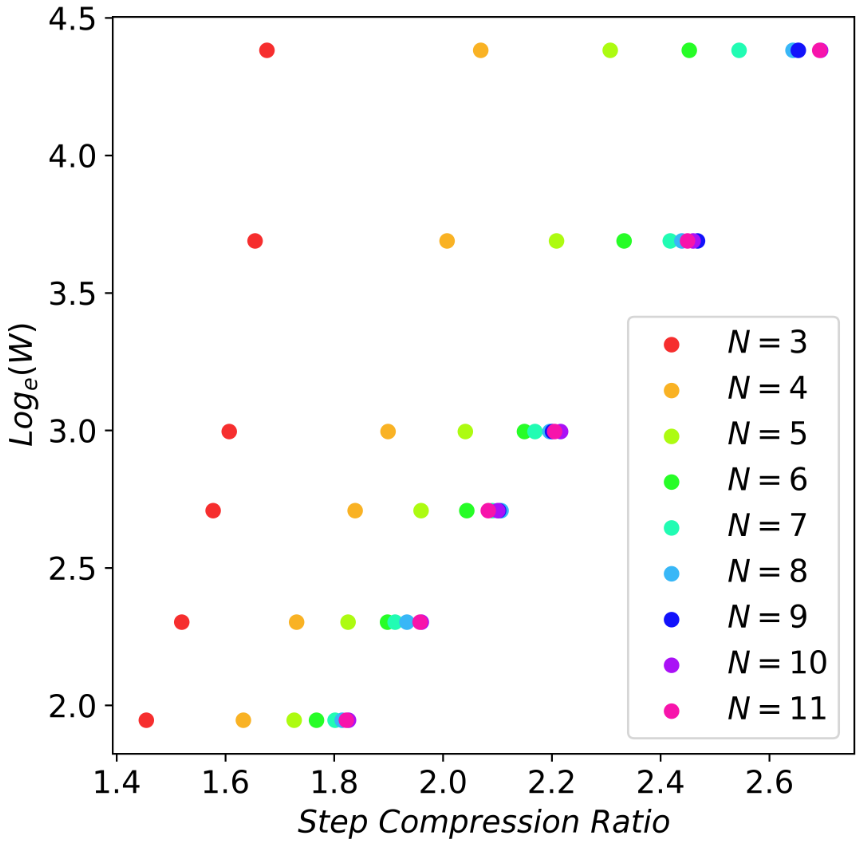 4.5
4.0
3.5
3.0
2.5
2.0
Logₑ(W)
1.4 1.6 1.8 2.0 2.2 2.4 2.6
Step Compression Ratio
N = 3
N = 4
N = 5
N = 6
N = 7
N = 8
N = 9
N = 10
N = 11